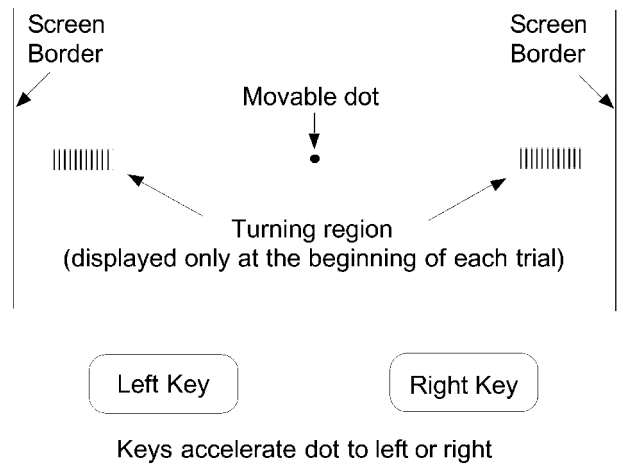 Screen
Border
Screen
Border
Movable dot
Turning region
(displayed only at the beginning of each trial)
Left Key
Right Key
Keys accelerate dot to left or right